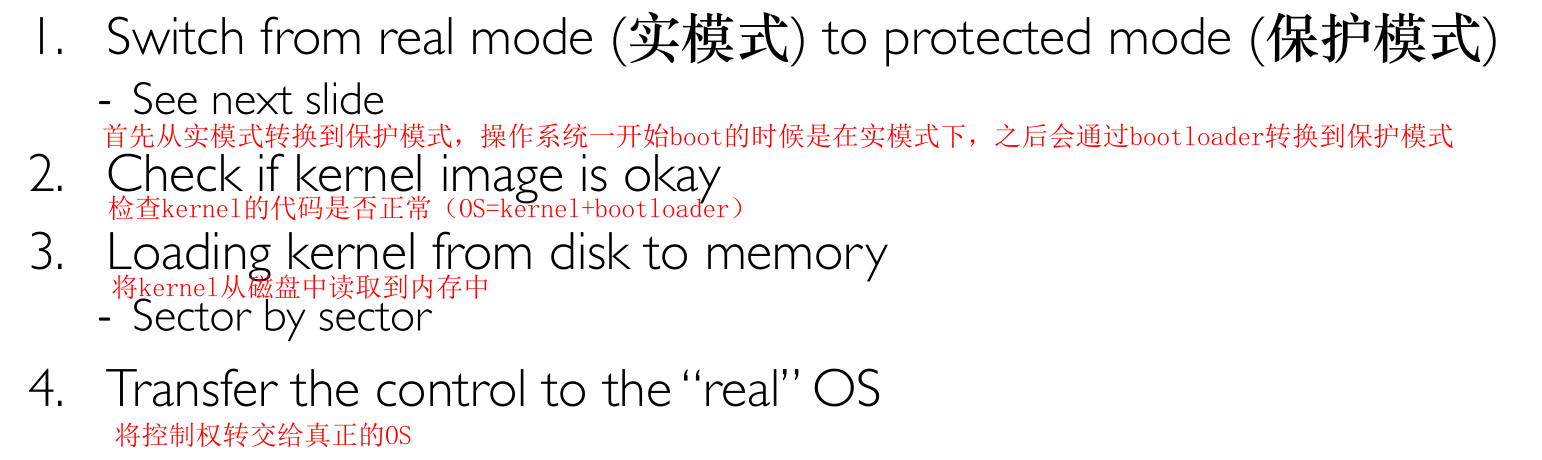 1. Switch from real mode (实模式) to protected mode (保护模式)
- See next slide
首先从实模式转换到保护模式，操作系统一开始boot的时候是在实模式下，之后会通过bootloader转换到保护模式
2. Check if kernel image is okay
检查kernel的代码是否正常（OS=kernel+bootloader）
3. Loading kernel from disk to memory
将kernel从磁盘中读取到内存中
- Sector by sector
4. Transfer the control to the “real” OS
将控制权转交给真正的OS